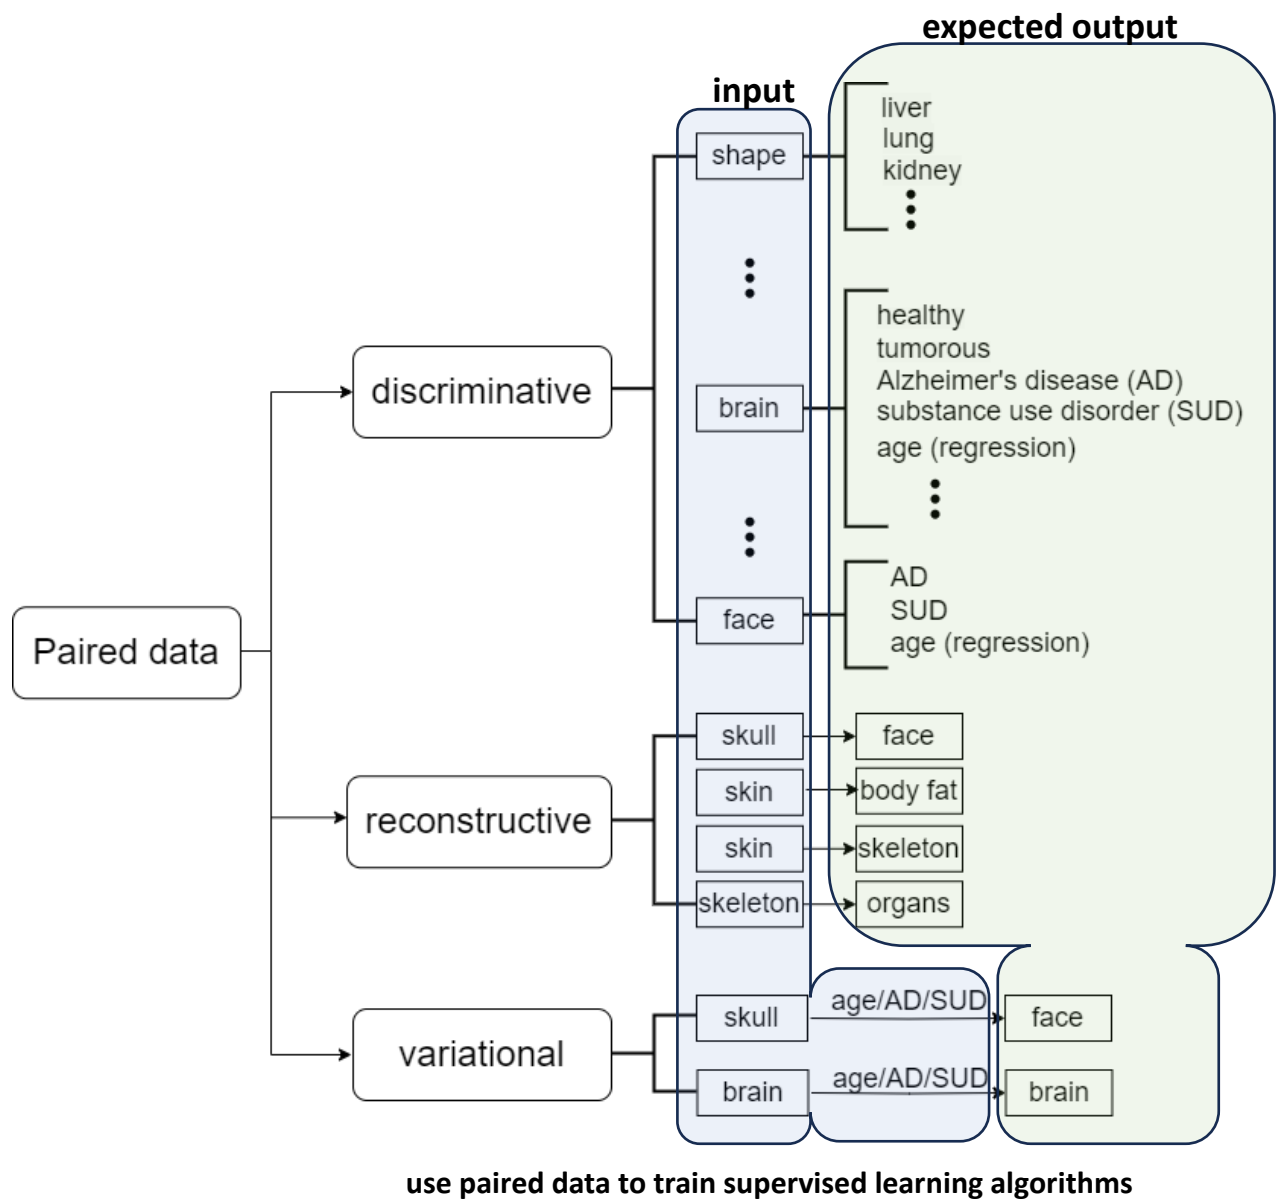 expected output
input
shape
liver
lung
kidney
discriminative
brain
healthy
tumorous
Alzheimer's disease (AD)
substance use disorder (SUD)
age (regression)
face
AD
SUD
age (regression)
Paired data
reconstructive
skull
face
skin
body fat
skin
skeleton
skeleton
organs
variational
skull
age/AD/SUD
face
brain
age/AD/SUD
brain
use paired data to train supervised learning algorithms